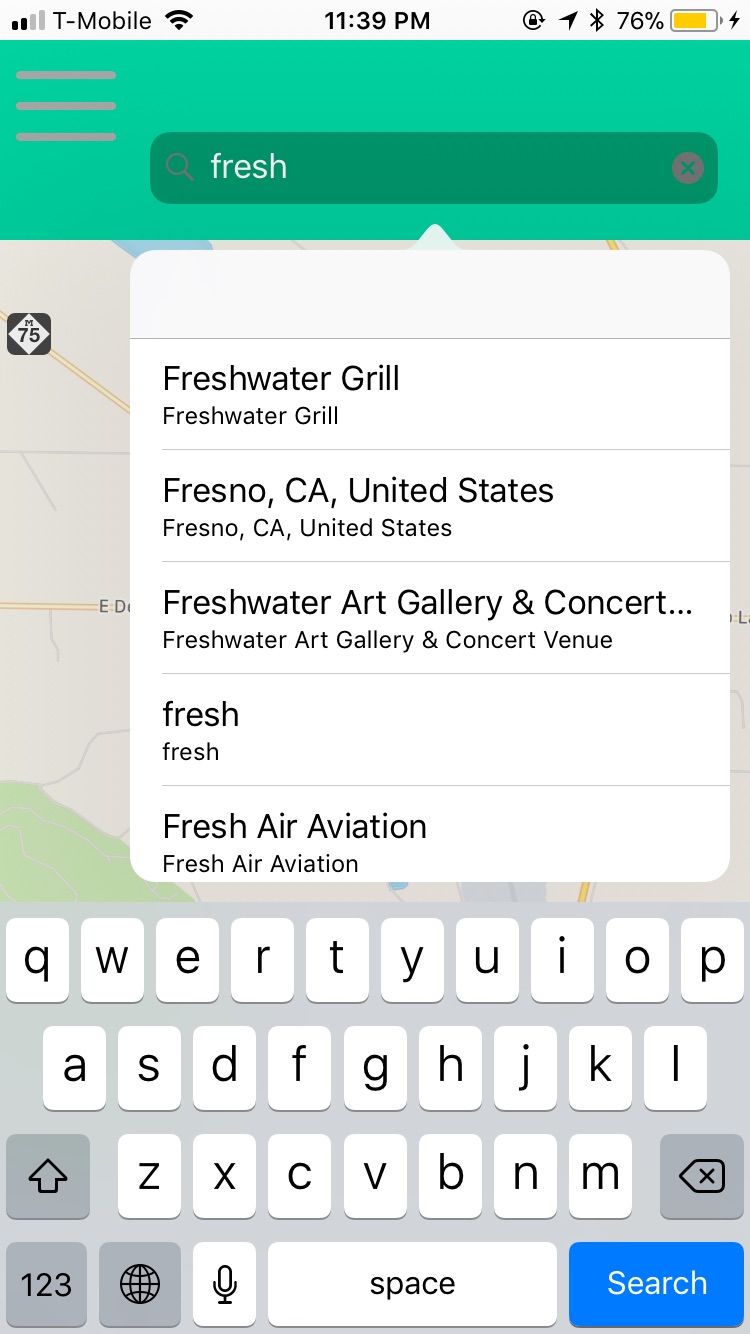 T-Mobile 11:39 PM 76%
fresh
M
75
Freshwater Grill
Freshwater Grill
Fresno, CA, United States
Fresno, CA, United States
E D
Freshwater Art Gallery & Concert...
Freshwater Art Gallery & Concert Venue
fresh
fresh
Fresh Air Aviation
Fresh Air Aviation
q w e r t y u i o p
a s d f g h j k l
z x c v b n m
123 space Search